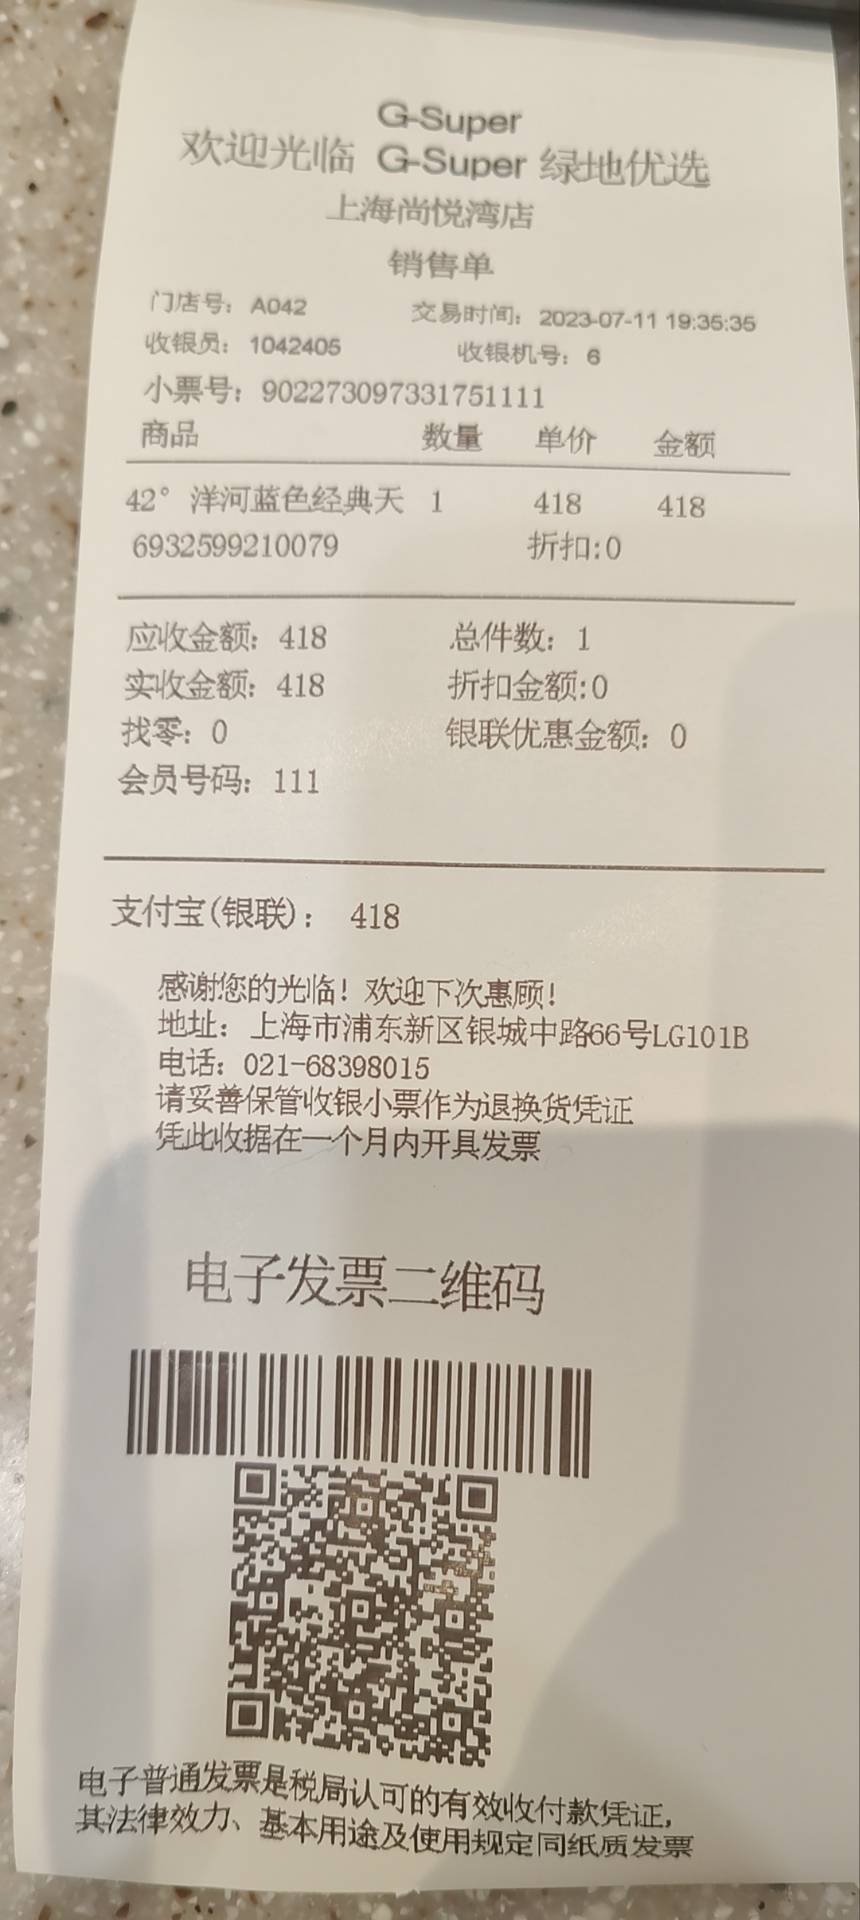 G-Super
欢迎光临 G-Super 绿地优选
上海尚悦湾店
销售单
门店号：A042 交易时间：2023-07-11 19:35:35
收银员：1042405 收银机号：6
小票号：902273097331751111
商品 数量 单价 金额
42° 洋河蓝色经典天 1 418 418
6932599210079 折扣:0
应收金额：418 总件数：1
实收金额：418 折扣金额:0
找零：0 银联优惠金额：0
会员号码：111
支付宝(银联)： 418
感谢您的光临！欢迎下次惠顾！
地址：上海市浦东新区银城中路66号LG101B
电话：021-68398015
请妥善保管收银小票作为退换货凭证
凭此收据在一个月内开具发票
电子发票二维码
电子普通发票是税局认可的有效收付款凭证,
其法律效力、基本用途及使用规定同纸质发票